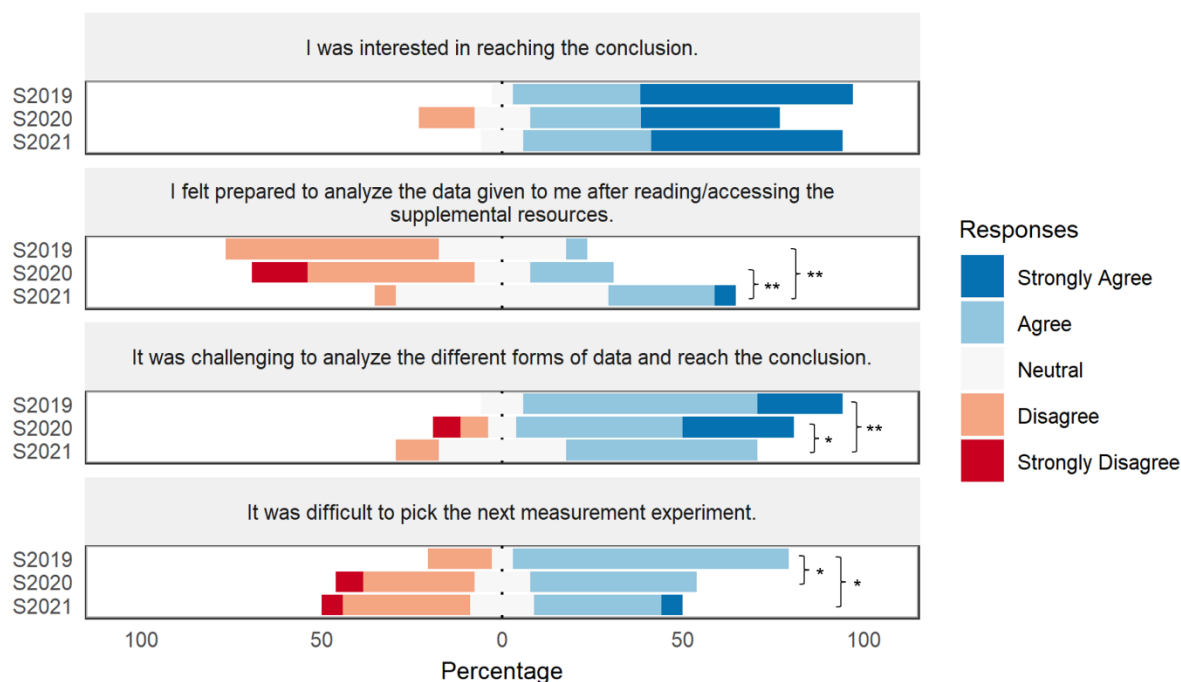 I was interested in reaching the conclusion.
S2019
S2020
S2021
I felt prepared to analyze the data given to me after reading/accessing the
supplemental resources.
S2019
S2020
S2021
**
**
It was challenging to analyze the different forms of data and reach the conclusion.
S2019
S2020
S2021
*
**
It was difficult to pick the next measurement experiment.
S2019
S2020
S2021
*
*
100 50 0 50 100
Percentage
Responses
Strongly Agree
Agree
Neutral
Disagree
Strongly Disagree